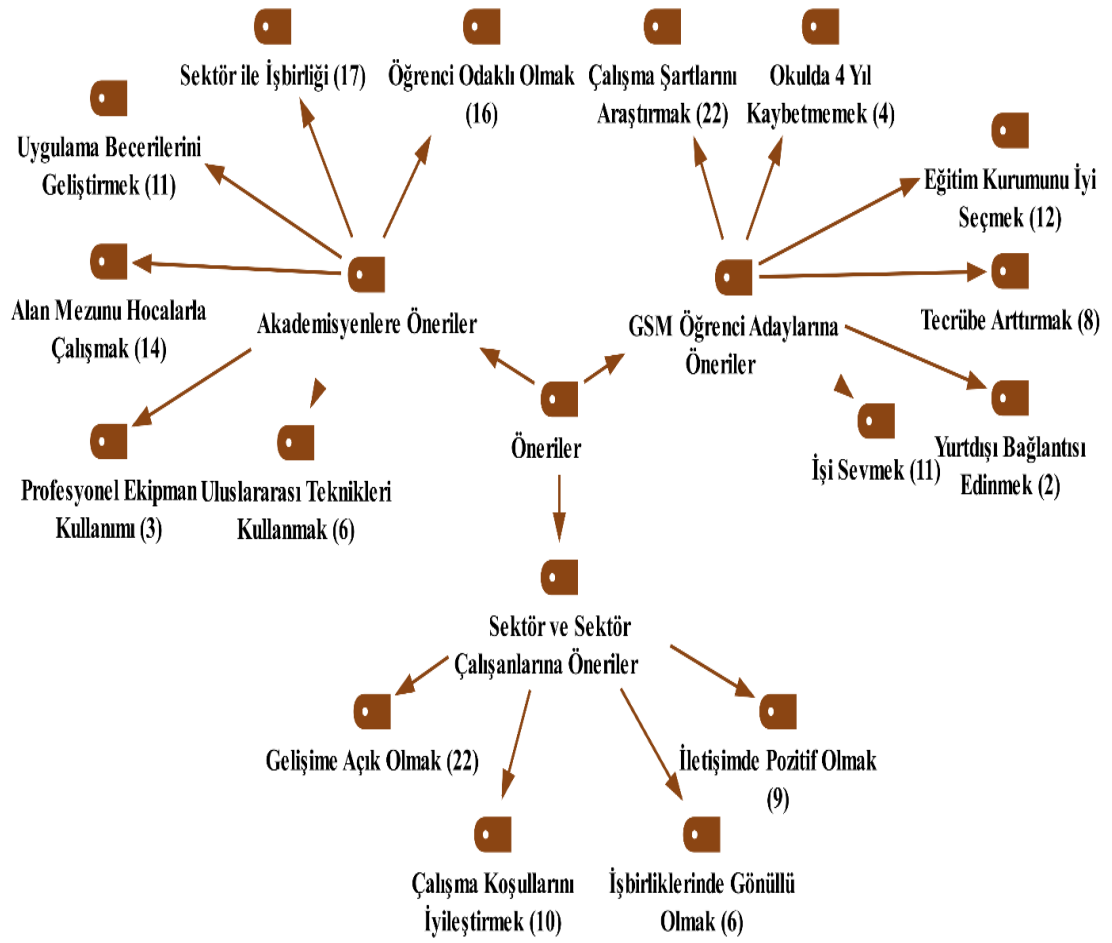 Sektör ile İşbirliği (17)
Öğrenci Odaklı Olmak
(16)
Çalışma Şartlarını
Araştırmak (22)
Okulda 4 Yıl
Kaybetmemek (4)
Uygulama Becerilerini
Geliştirmek (11)
Eğitim Kurumunu İyi
Seçmek (12)
Alan Mezunu Hocalarla
Çalışmak (14)
Akademisyenlere Öneriler
GSM Öğrenci Adaylarına
Öneriler
Tecrübe Arttırmak (8)
Öneriler
Profesyonel Ekipman
Kullanımı (3)
Uluslararası Teknikleri
Kullanmak (6)
İşi Sevmek (11)
Yurtdışı Bağlantısı
Edinmek (2)
Sektör ve Sektör
Çalışanlarına Öneriler
Gelişime Açık Olmak (22)
İletişimde Pozitif Olmak
(9)
Çalışma Koşullarını
İyileştirmek (10)
İşbirliklerinde Gönüllü
Olmak (6)